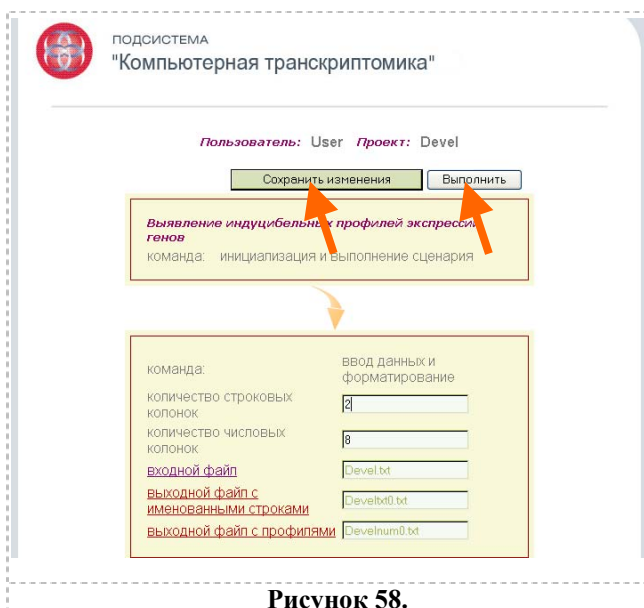 ПОДСИСТЕМА
"Компьютерная транскриптомика"
Пользователь: User Проект: Devel
Сохранить изменения Выполнить
Выявление индуцибельных профилей экспрессии
генов
команда: инициализация и выполнение сценария
команда: ввод данных и
форматирование
количество строковых
колонок 2
количество числовых
колонок 8
входной файл Devel.txt
выходной файл с
именованными строками Develtxt0.txt
выходной файл с профилями Develnum0.txt
Рисунок 58.